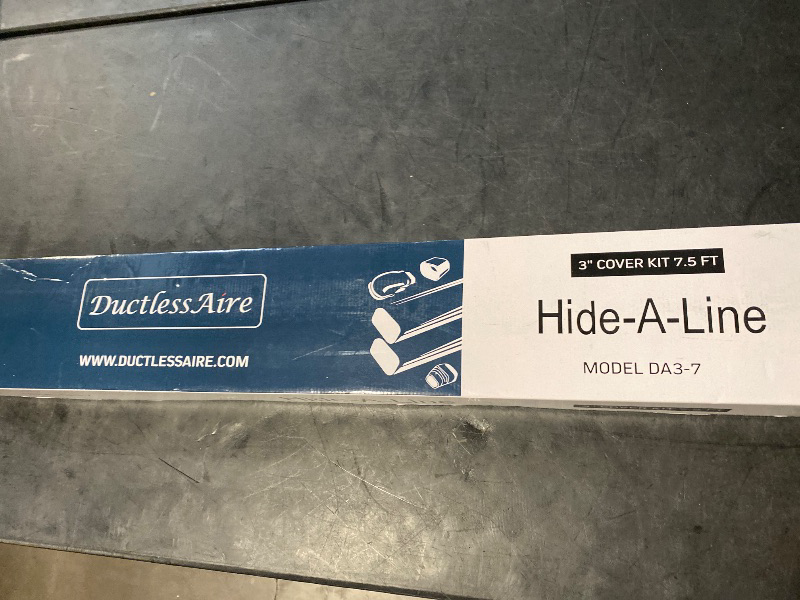 DuctlessAire
WWW.DUCTLESSAIRE.COM
3" COVER KIT 7.5 FT
Hide-A-Line
MODEL DA3-7